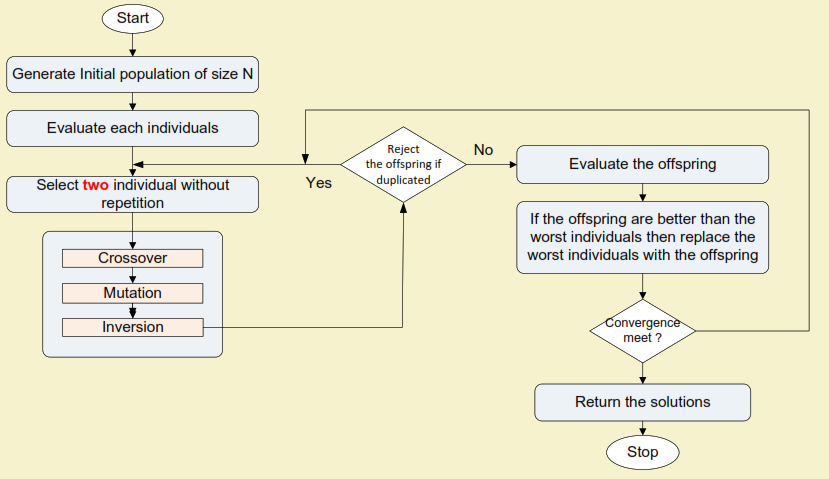 Start
Generate Initial population of size N
Evaluate each individuals
Select two individual without
repetition
Crossover
Mutation
Inversion
Reject
the offspring if
duplicated
Yes
No
Evaluate the offspring
If the offspring are better than the
worst individuals then replace the
worst individuals with the offspring
Convergence
meet ?
Return the solutions
Stop